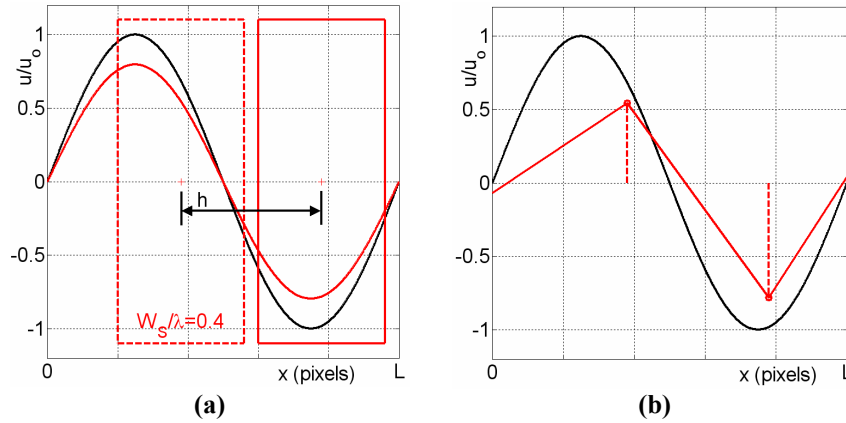 u/u_o
1
0.5
0
-0.5
-1
h
W_S/λ=0.4
0
x (pixels)
L
(a)
u/u_o
1
0.5
0
-0.5
-1
0
x (pixels)
L
(b)